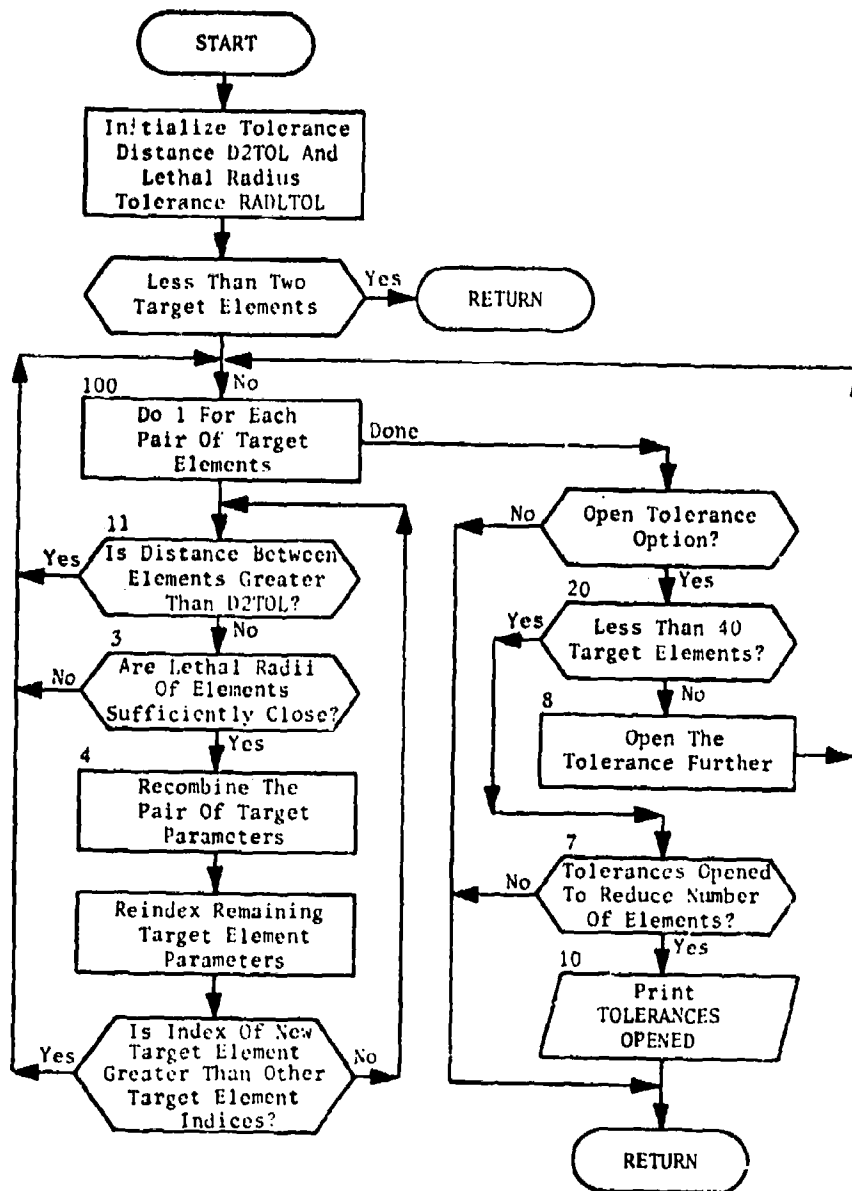 START
Initialize Tolerance
Distance D2TOL And
Lethal Radius
Tolerance RADLTOL
Less Than Two
Target Elements
Yes
RETURN
No
100
Do 1 For Each
Pair Of Target
Elements
Done
11
Is Distance Between
Elements Greater
Than D2TOL?
Yes
No
3
Are Lethal Radii
Of Elements
Sufficiently Close?
No
Yes
4
Recombine The
Pair Of Target
Parameters
Reindex Remaining
Target Element
Parameters
Is Index Of New
Target Element
Greater Than Other
Target Element
Indices?
Yes
No
Open Tolerance
Option?
No
Yes
20
Less Than 40
Target Elements?
Yes
No
8
Open The
Tolerance Further
7
Tolerances Opened
To Reduce Number
Of Elements?
No
Yes
10
Print
TOLERANCES
OPENED
RETURN